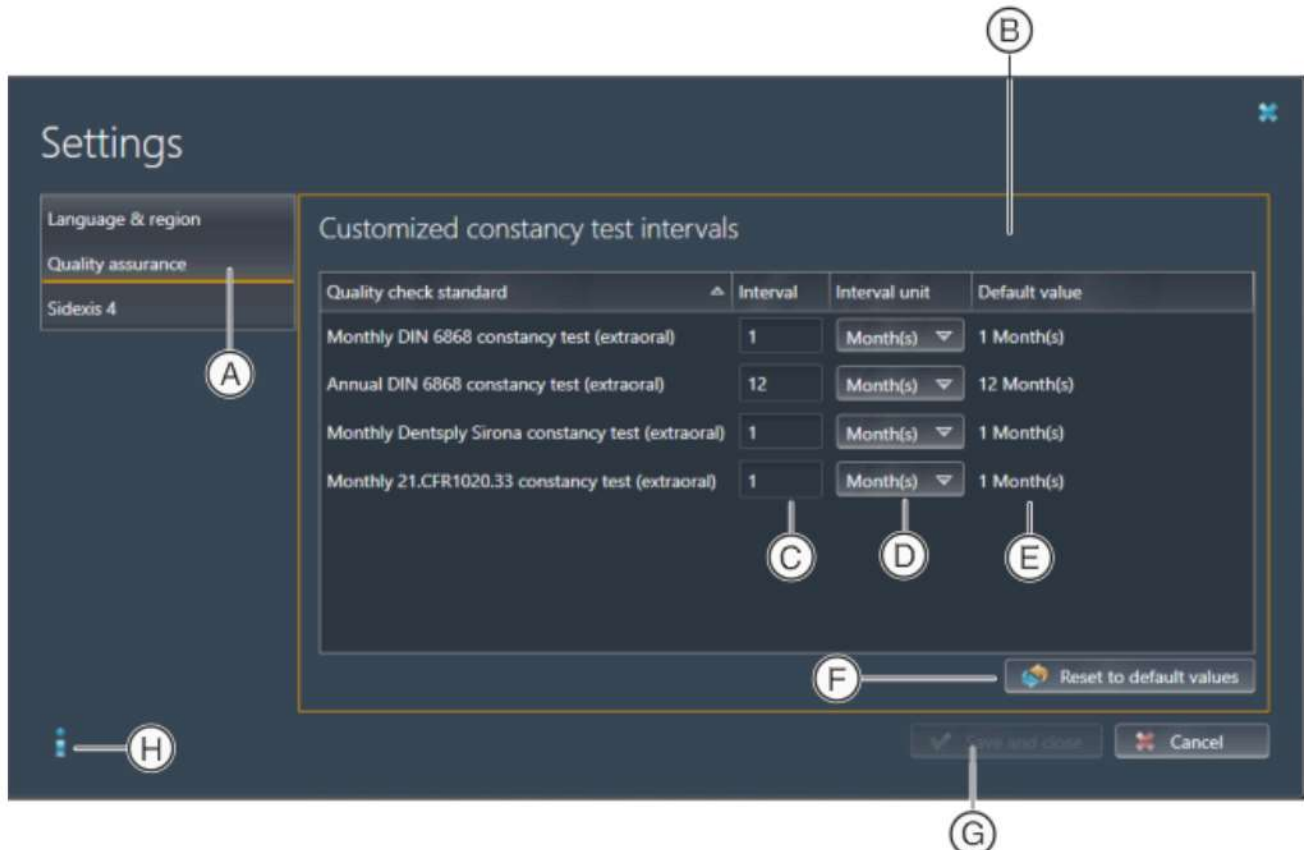 B
Settings
Language & region
Quality assurance
Sidexis 4
A
Customized constancy test intervals
Quality check standard Interval Interval unit Default value
Monthly DIN 6868 constancy test (extraoral) 1 Month(s) 1 Month(s)
Annual DIN 6868 constancy test (extraoral) 12 Month(s) 12 Month(s)
Monthly Dentsply Sirona constancy test (extraoral) 1 Month(s) 1 Month(s)
Monthly 21.CFR1020.33 constancy test (extraoral) 1 Month(s) 1 Month(s)
C D E
F Reset to default values
H
Save and close Cancel
G